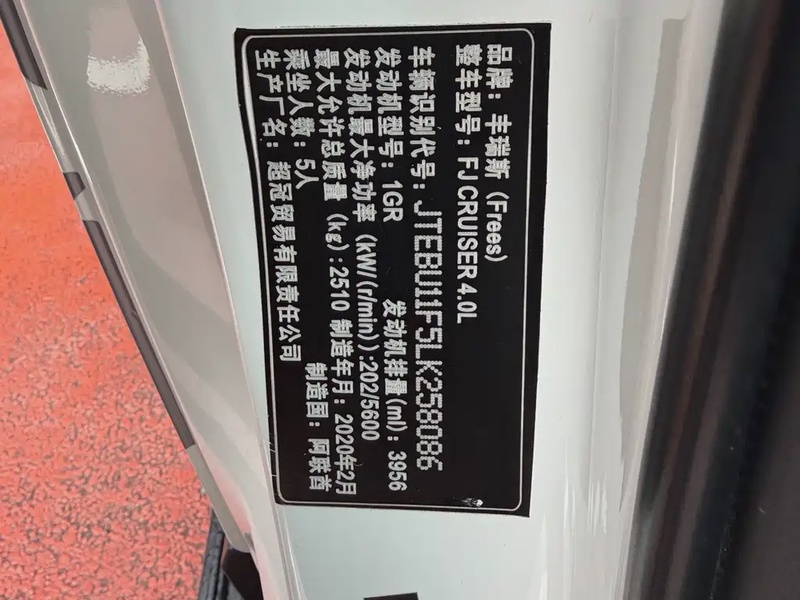 品牌：丰瑞斯（Frees）
整车型号：FJ CRUISER 4.0L
车辆识别代号：JTEBU11F5LK258086
发动机型号：1GR 发动机排量(ml)：3956
发动机最大净功率（kW/(r/min)）:202/5600
最大允许总质量（kg）:2510 制造年月：2020年2月
乘坐人数：5人 制造国：阿联酋
生产厂名：超冠贸易有限责任公司